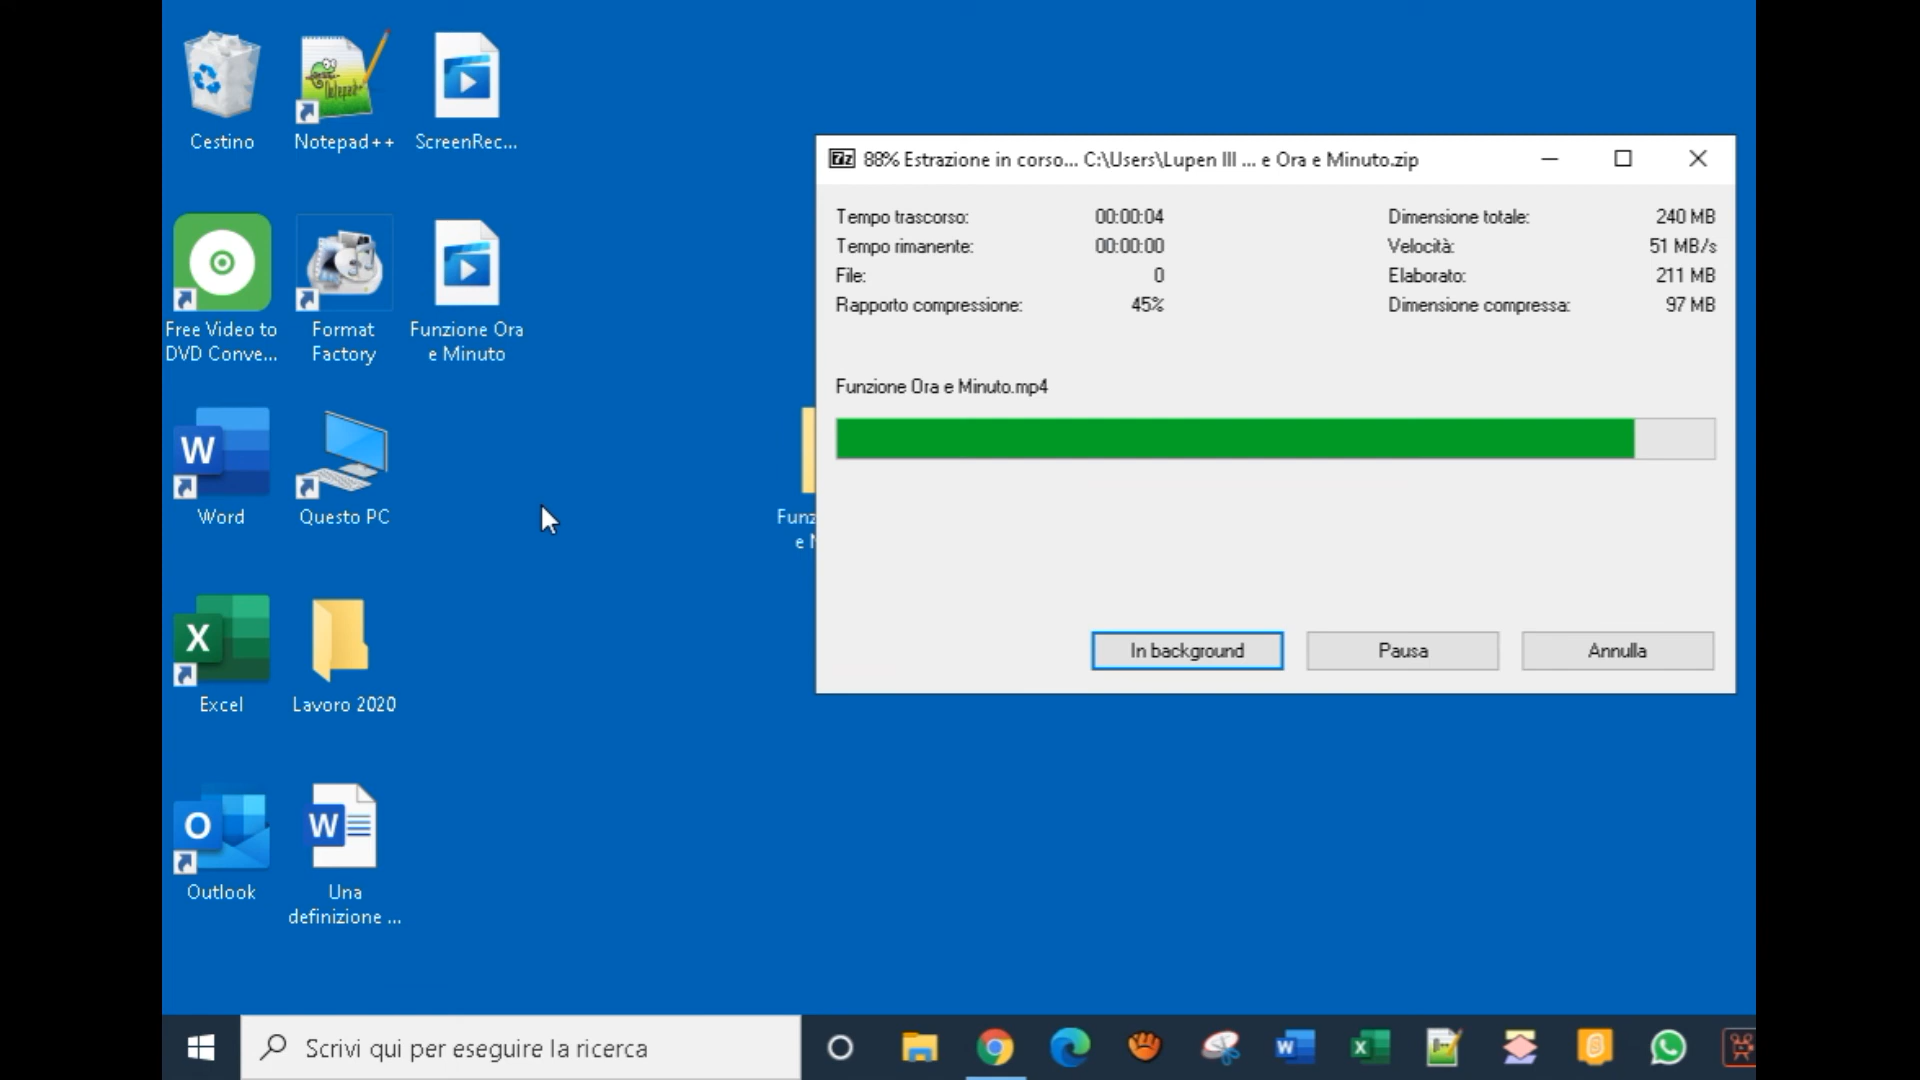 Cestino
Notepad++
ScreenRec...
Free Video to
DVD Conve...
Format
Factory
Funzione Ora
e Minuto
Word
Questo PC
Excel
Lavoro 2020
Outlook
Una
definizione ...
Funz
e M
88% Estrazione in corso... C:\Users\Lupen III ... e Ora e Minuto.zip
Tempo trascorso: 00:00:04
Tempo rimanente: 00:00:00
File: 0
Rapporto compressione: 45%
Dimensione totale: 240 MB
Velocità: 51 MB/s
Elaborato: 211 MB
Dimensione compressa: 97 MB
Funzione Ora e Minuto.mp4
In background
Pausa
Annulla
Scrivi qui per eseguire la ricerca